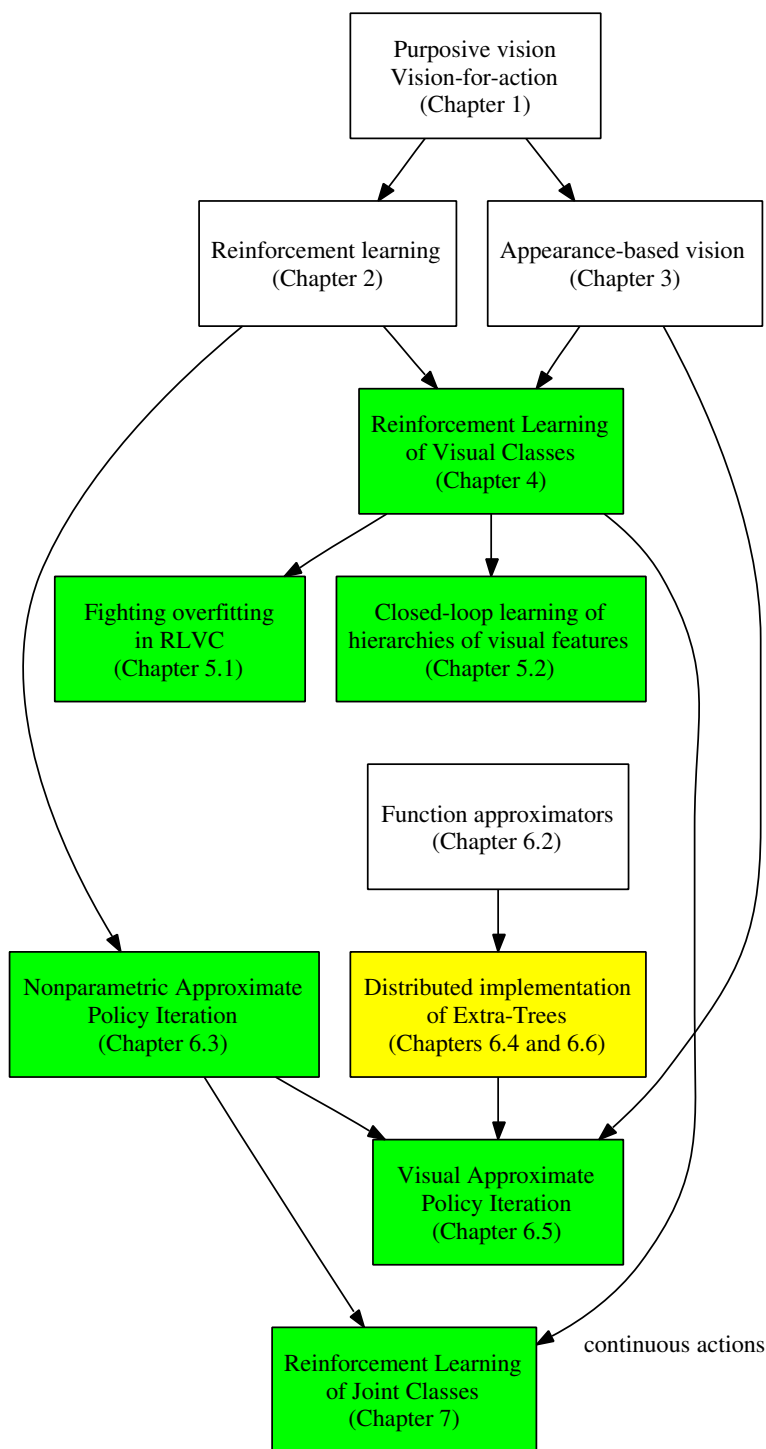 Purposive vision
Vision-for-action
(Chapter 1)
Reinforcement learning
(Chapter 2)
Appearance-based vision
(Chapter 3)
Reinforcement Learning
of Visual Classes
(Chapter 4)
Fighting overfitting
in RLVC
(Chapter 5.1)
Closed-loop learning of
hierarchies of visual features
(Chapter 5.2)
Function approximators
(Chapter 6.2)
Nonparametric Approximate
Policy Iteration
(Chapter 6.3)
Distributed implementation
of Extra-Trees
(Chapters 6.4 and 6.6)
Visual Approximate
Policy Iteration
(Chapter 6.5)
continuous actions
Reinforcement Learning
of Joint Classes
(Chapter 7)